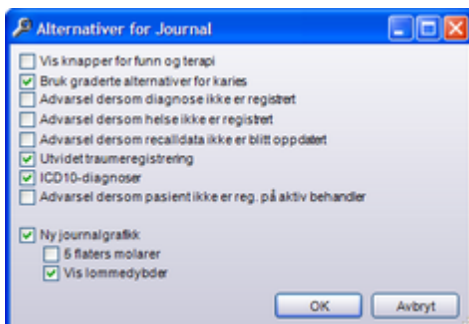 Alternativer for Journal
Vis knapper for funn og terapi
Bruk graderte alternativer for karies
Advarsel dersom diagnose ikke er registrert
Advarsel dersom helse ikke er registrert
Advarsel dersom recalldata ikke er blitt oppdatert
Utvidet traumeregistrering
ICD10-diagnoser
Advarsel dersom pasient ikke er reg. på aktiv behandler
Ny journalgrafikk
5 flaters molarer
Vis lommedybder
OK
Avbryt